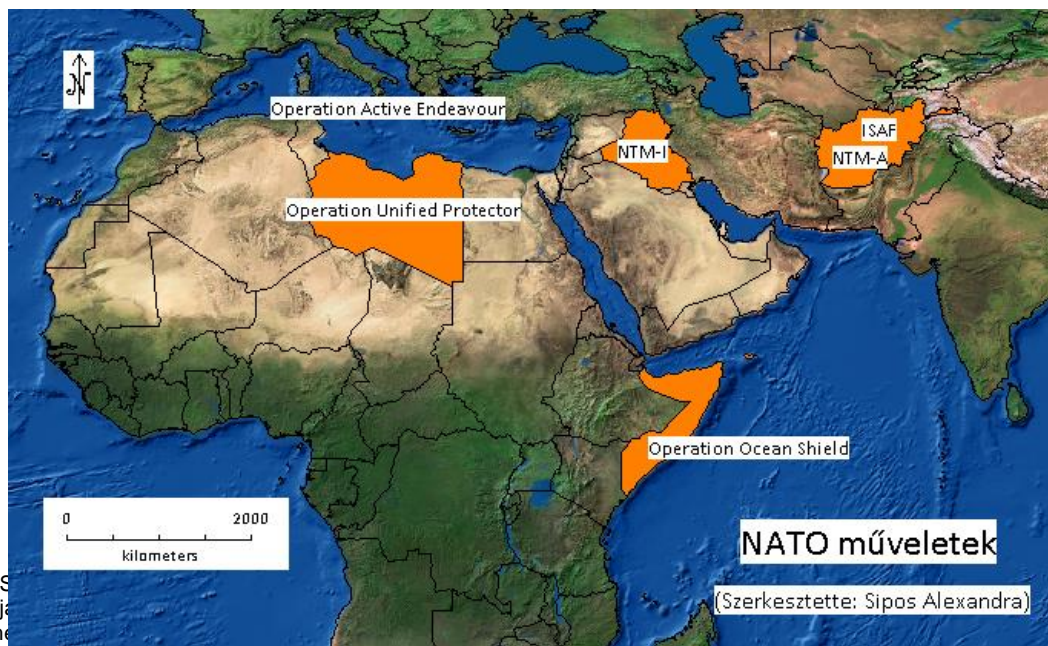 N
Operation Active Endeavour
ISAF
NTM-I
NTM-A
Operation Unified Protector
Operation Ocean Shield
0 2000
kilometers
NATO műveletek
(Szerkesztette: Sipos Alexandra)